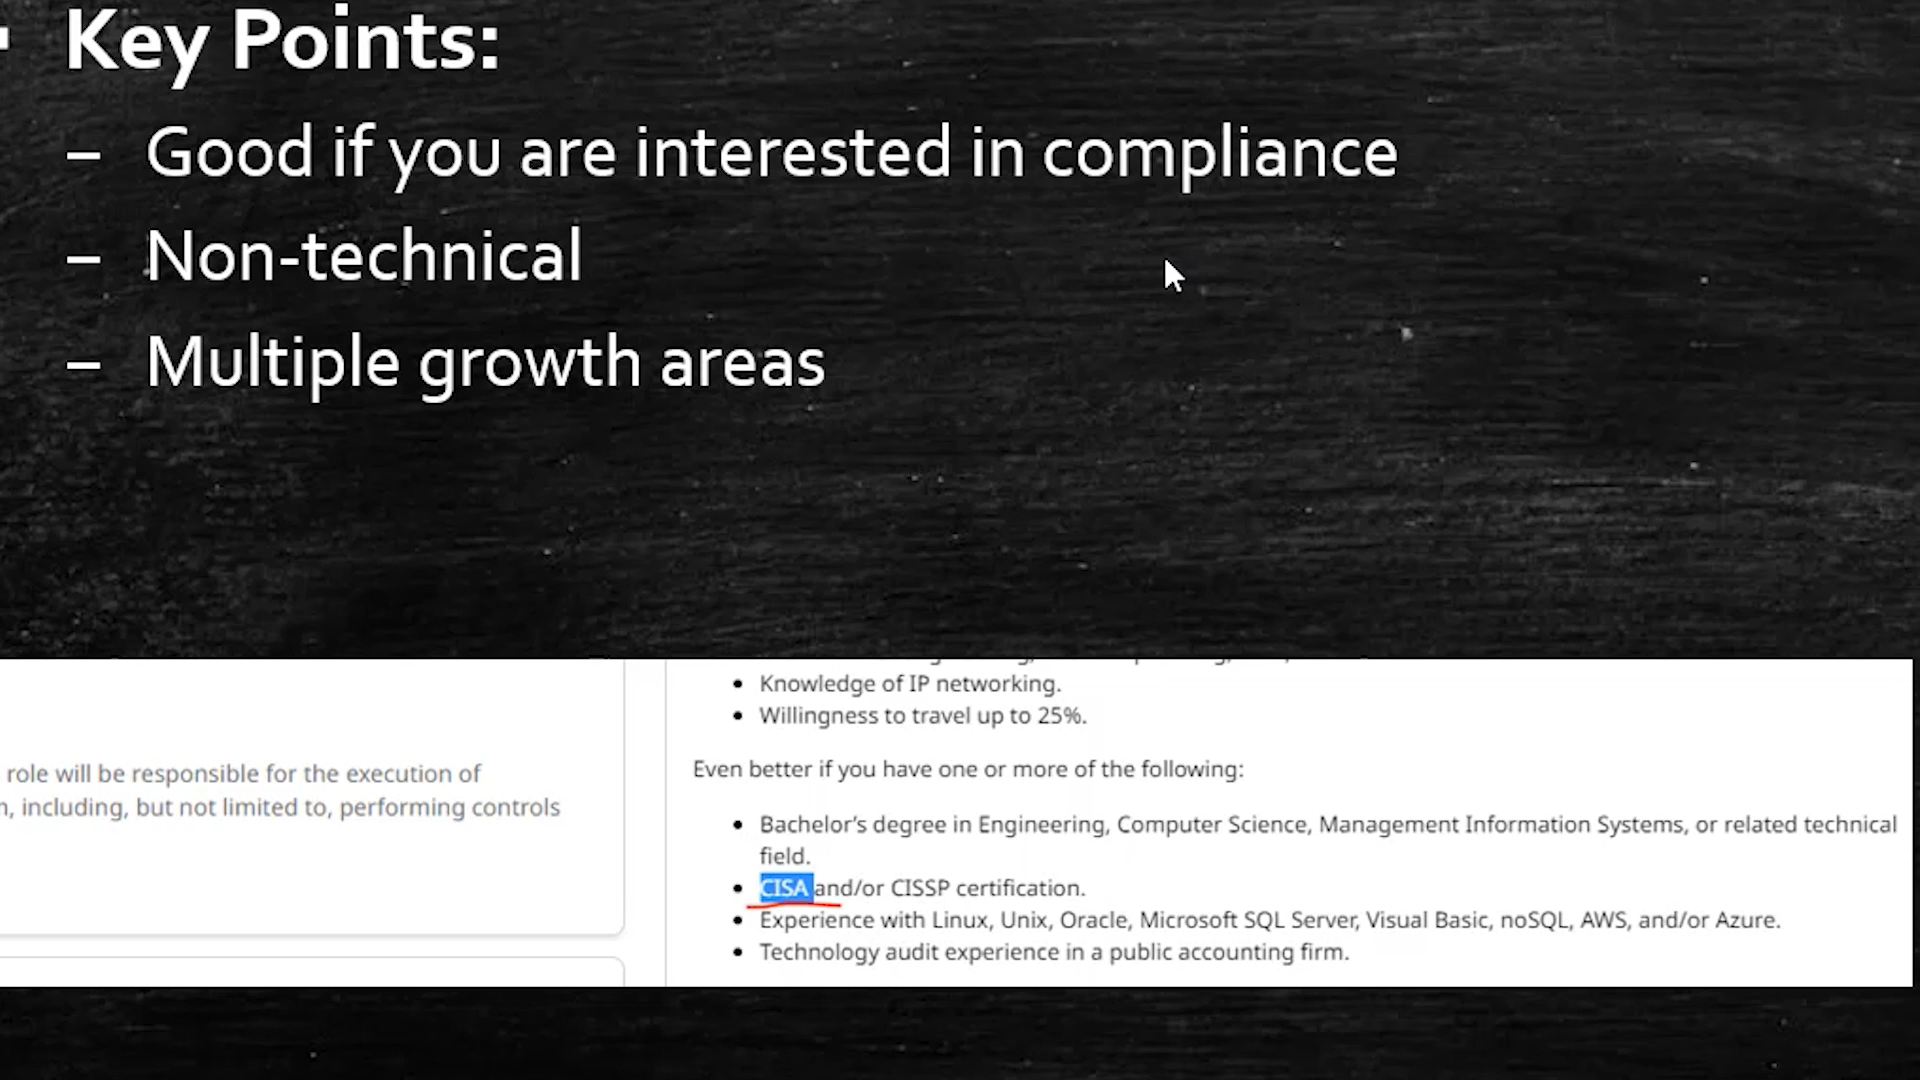 Key Points:
– Good if you are interested in compliance
– Non-technical
– Multiple growth areas
role will be responsible for the execution of
, including, but not limited to, performing controls
• Knowledge of IP networking.
• Willingness to travel up to 25%.
Even better if you have one or more of the following:
• Bachelor's degree in Engineering, Computer Science, Management Information Systems, or related technical
field.
• CISA and/or CISSP certification.
• Experience with Linux, Unix, Oracle, Microsoft SQL Server, Visual Basic, noSQL, AWS, and/or Azure.
• Technology audit experience in a public accounting firm.